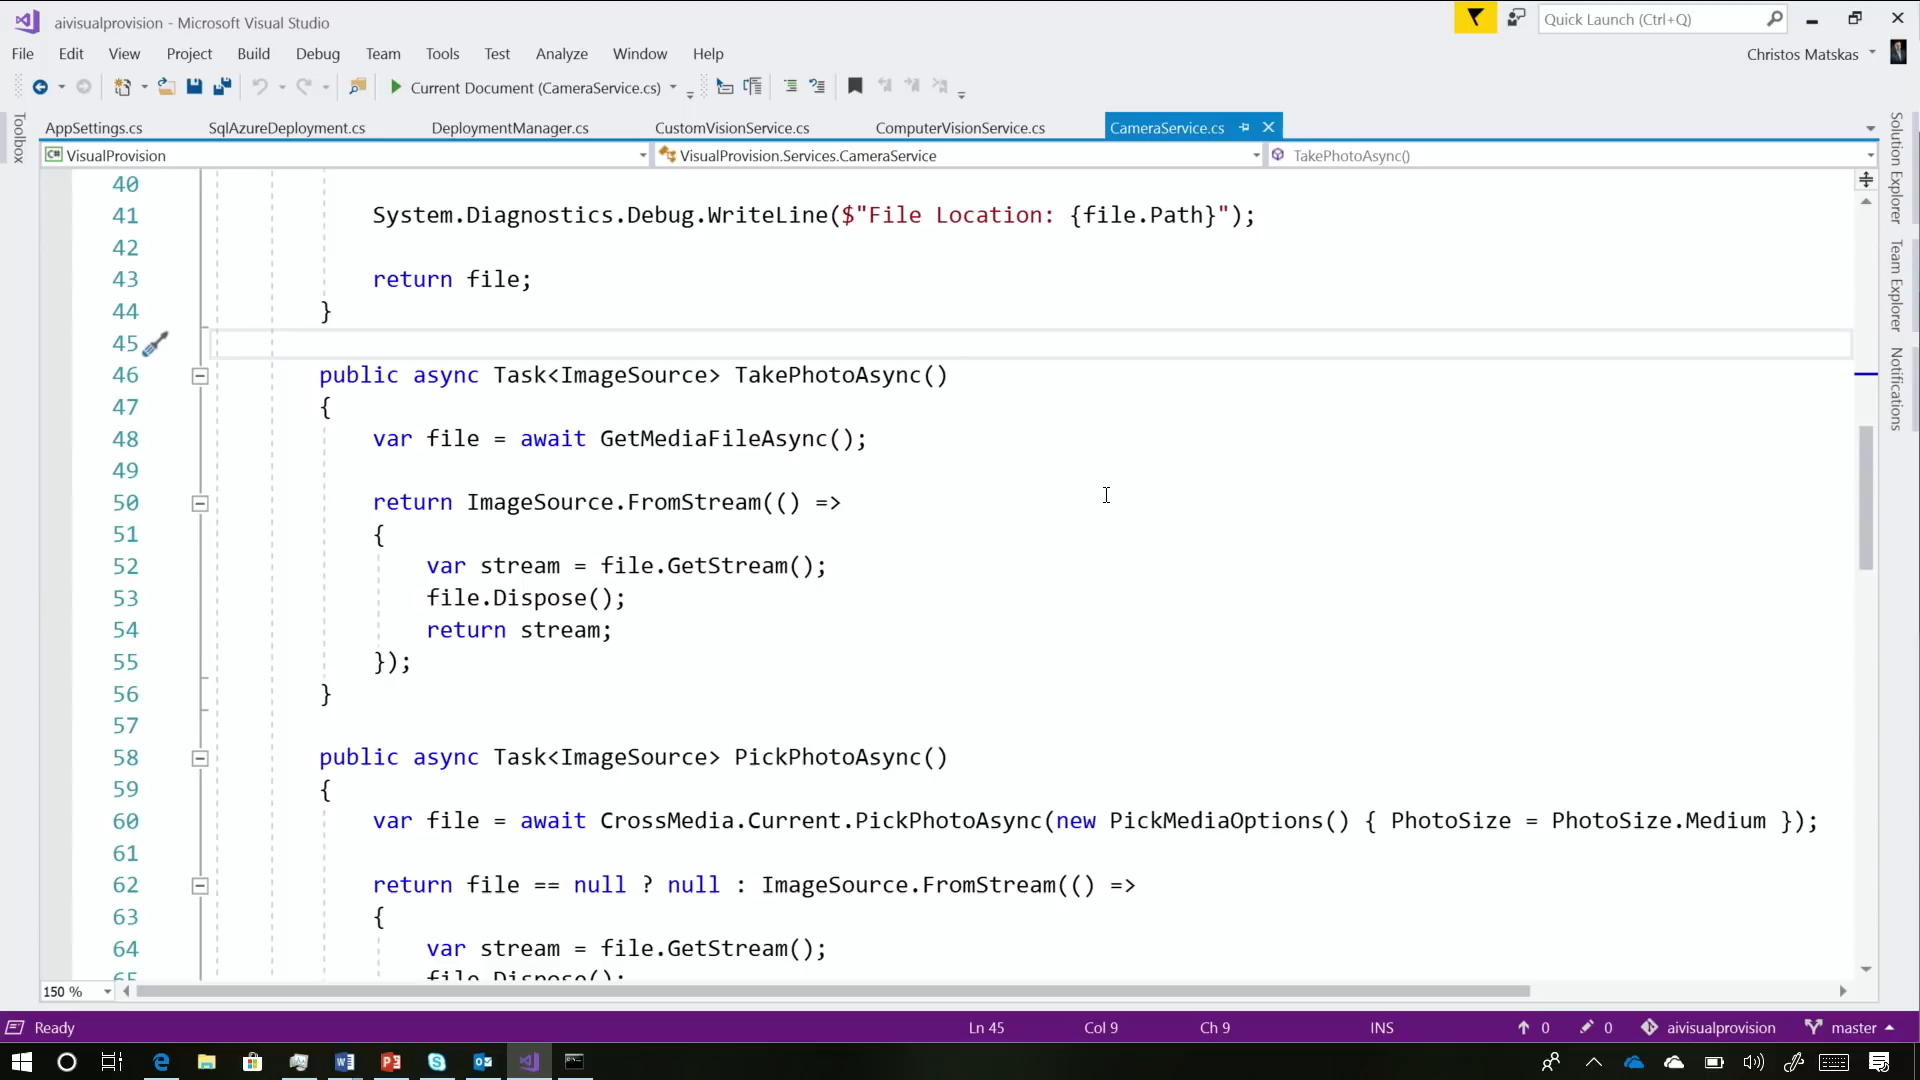 aivisualprovision - Microsoft Visual Studio
Quick Launch (Ctrl+Q)
File Edit View Project Build Debug Team Tools Test Analyze Window Help
Christos Matskas
Current Document (CameraService.cs)
Toolbox
AppSettings.cs SqlAzureDeployment.cs DeploymentManager.cs CustomVisionService.cs ComputerVisionService.cs CameraService.cs
VisualProvision VisualProvision.Services.CameraService TakePhotoAsync()
Solution Explorer
Team Explorer
Notifications
40
41 System.Diagnostics.Debug.WriteLine($"File Location: {file.Path}");
42
43 return file;
44 }
45
46 public async Task<ImageSource> TakePhotoAsync()
47 {
48 var file = await GetMediaFileAsync();
49
50 return ImageSource.FromStream(() =>
51 {
52 var stream = file.GetStream();
53 file.Dispose();
54 return stream;
55 });
56 }
57
58 public async Task<ImageSource> PickPhotoAsync()
59 {
60 var file = await CrossMedia.Current.PickPhotoAsync(new PickMediaOptions() { PhotoSize = PhotoSize.Medium });
61
62 return file == null ? null : ImageSource.FromStream(() =>
63 {
64 var stream = file.GetStream();
65 file.Dispose();
150 %
Ready Ln 45 Col 9 Ch 9 INS 0 0 aivisualprovision master